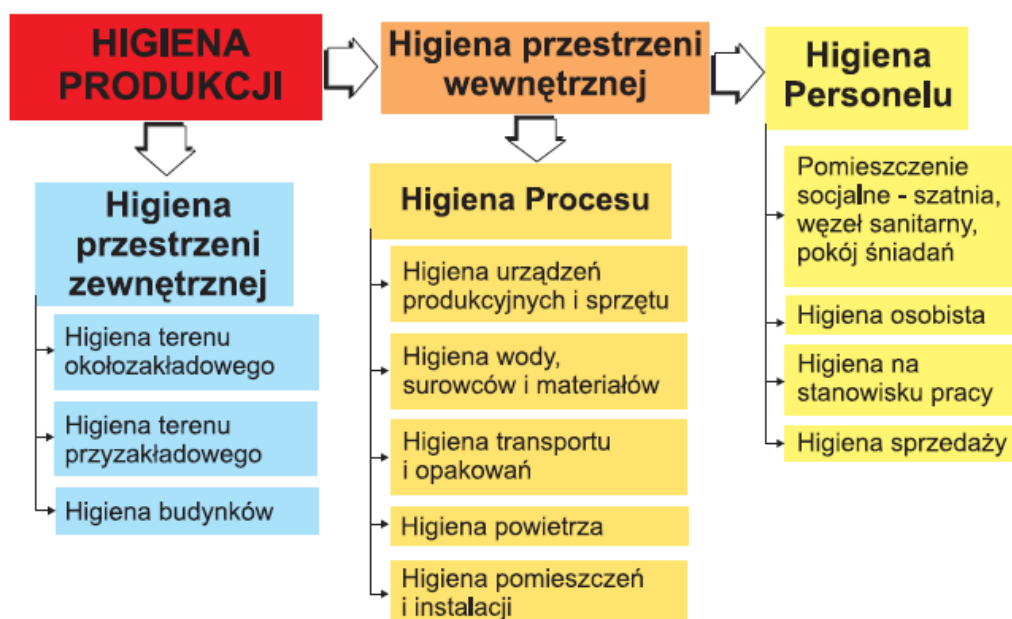 HIGIENA
PRODUKCJI
Higiena przestrzeni
wewnętrznej
Higiena
Personelu
Higiena
przestrzeni
zewnętrznej
Higiena terenu
okołozakładowego
Higiena terenu
przyzakładowego
Higiena budynków
Higiena Procesu
Higiena urządzeń
produkcyjnych i sprzętu
Higiena wody,
surowców i materiałów
Higiena transportu
i opakowań
Higiena powietrza
Higiena pomieszczeń
i instalacji
Pomieszczenie
socjalne - szatnia,
węzeł sanitarny,
pokój śniadań
Higiena osobista
Higiena na
stanowisku pracy
Higiena sprzedaży